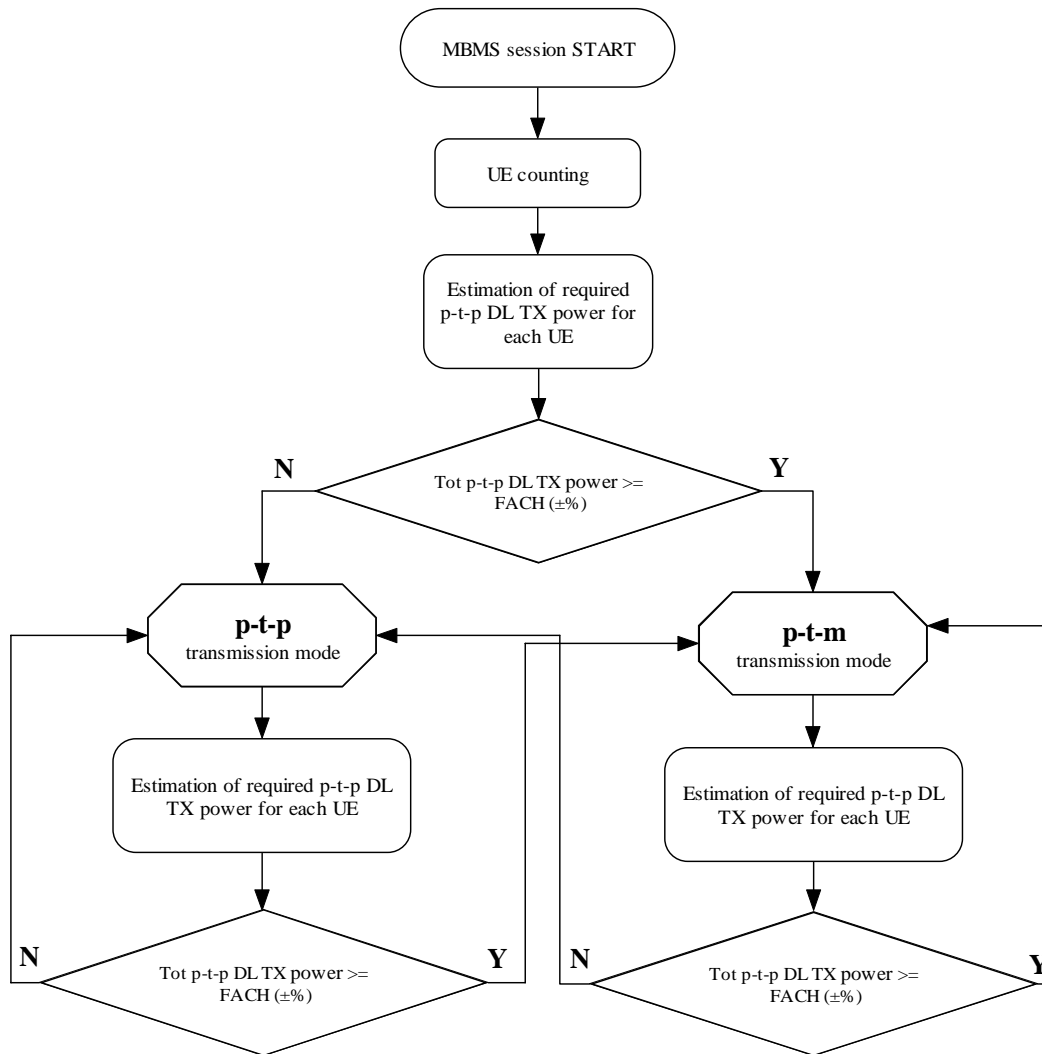 MBMS session START
UE counting
Estimation of required
p-t-p DL TX power for
each UE
N
Y
Tot p-t-p DL TX power >=
FACH (±%)
p-t-p
transmission mode
p-t-m
transmission mode
Estimation of required p-t-p DL
TX power for each UE
Estimation of required p-t-p DL
TX power for each UE
N
Y
Tot p-t-p DL TX power >=
FACH (±%)
N
Y
Tot p-t-p DL TX power >=
FACH (±%)